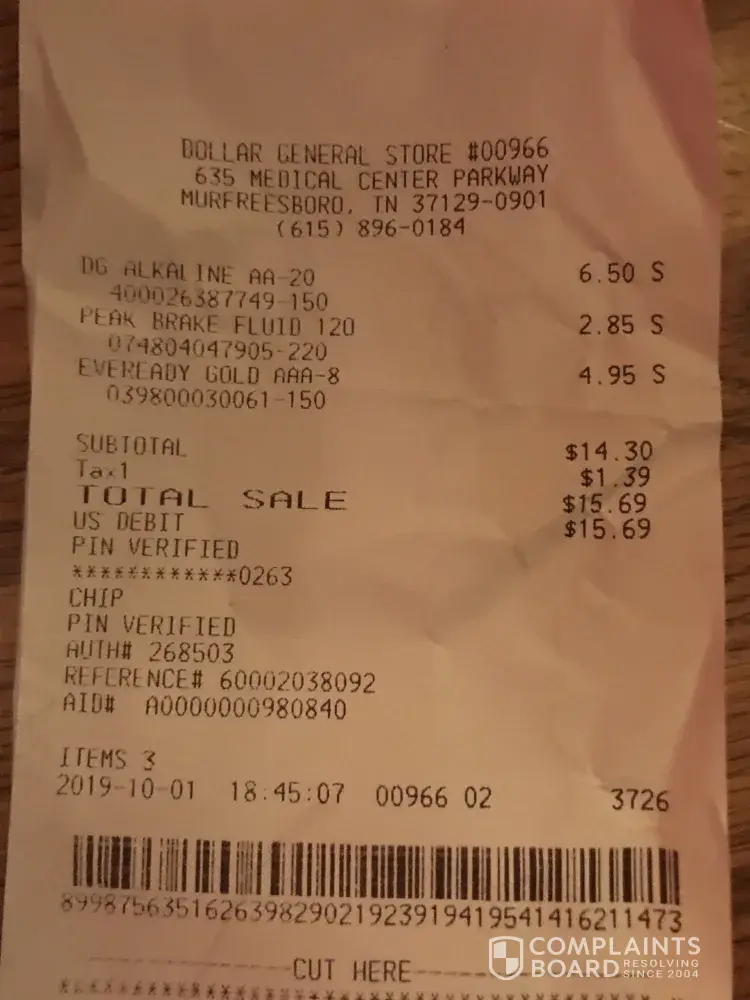 DOLLAR GENERAL STORE #00966
635 MEDICAL CENTER PARKWAY
MURFREESBORO, TN 37129-0901
(615) 896-0184
DG ALKALINE AA-20 6.50 S
400026387749-150
PEAK BRAKE FLUID 120 2.85 S
074804047905-220
EVEREADY GOLD AAA-8 4.95 S
039800030061-150
SUBTOTAL $14.30
Tax1 $1.39
TOTAL SALE $15.69
US DEBIT $15.69
PIN VERIFIED
************0263
CHIP
PIN VERIFIED
AUTH# 268503
REFERENCE# 60002038092
AID# A0000000980840
ITEMS 3
2019-10-01 18:45:07 00966 02 3726
899875635162639829021923919419541416211473
---------------CUT HERE---------------
COMPLAINTS
BOARD RESOLVING
SINCE 2004